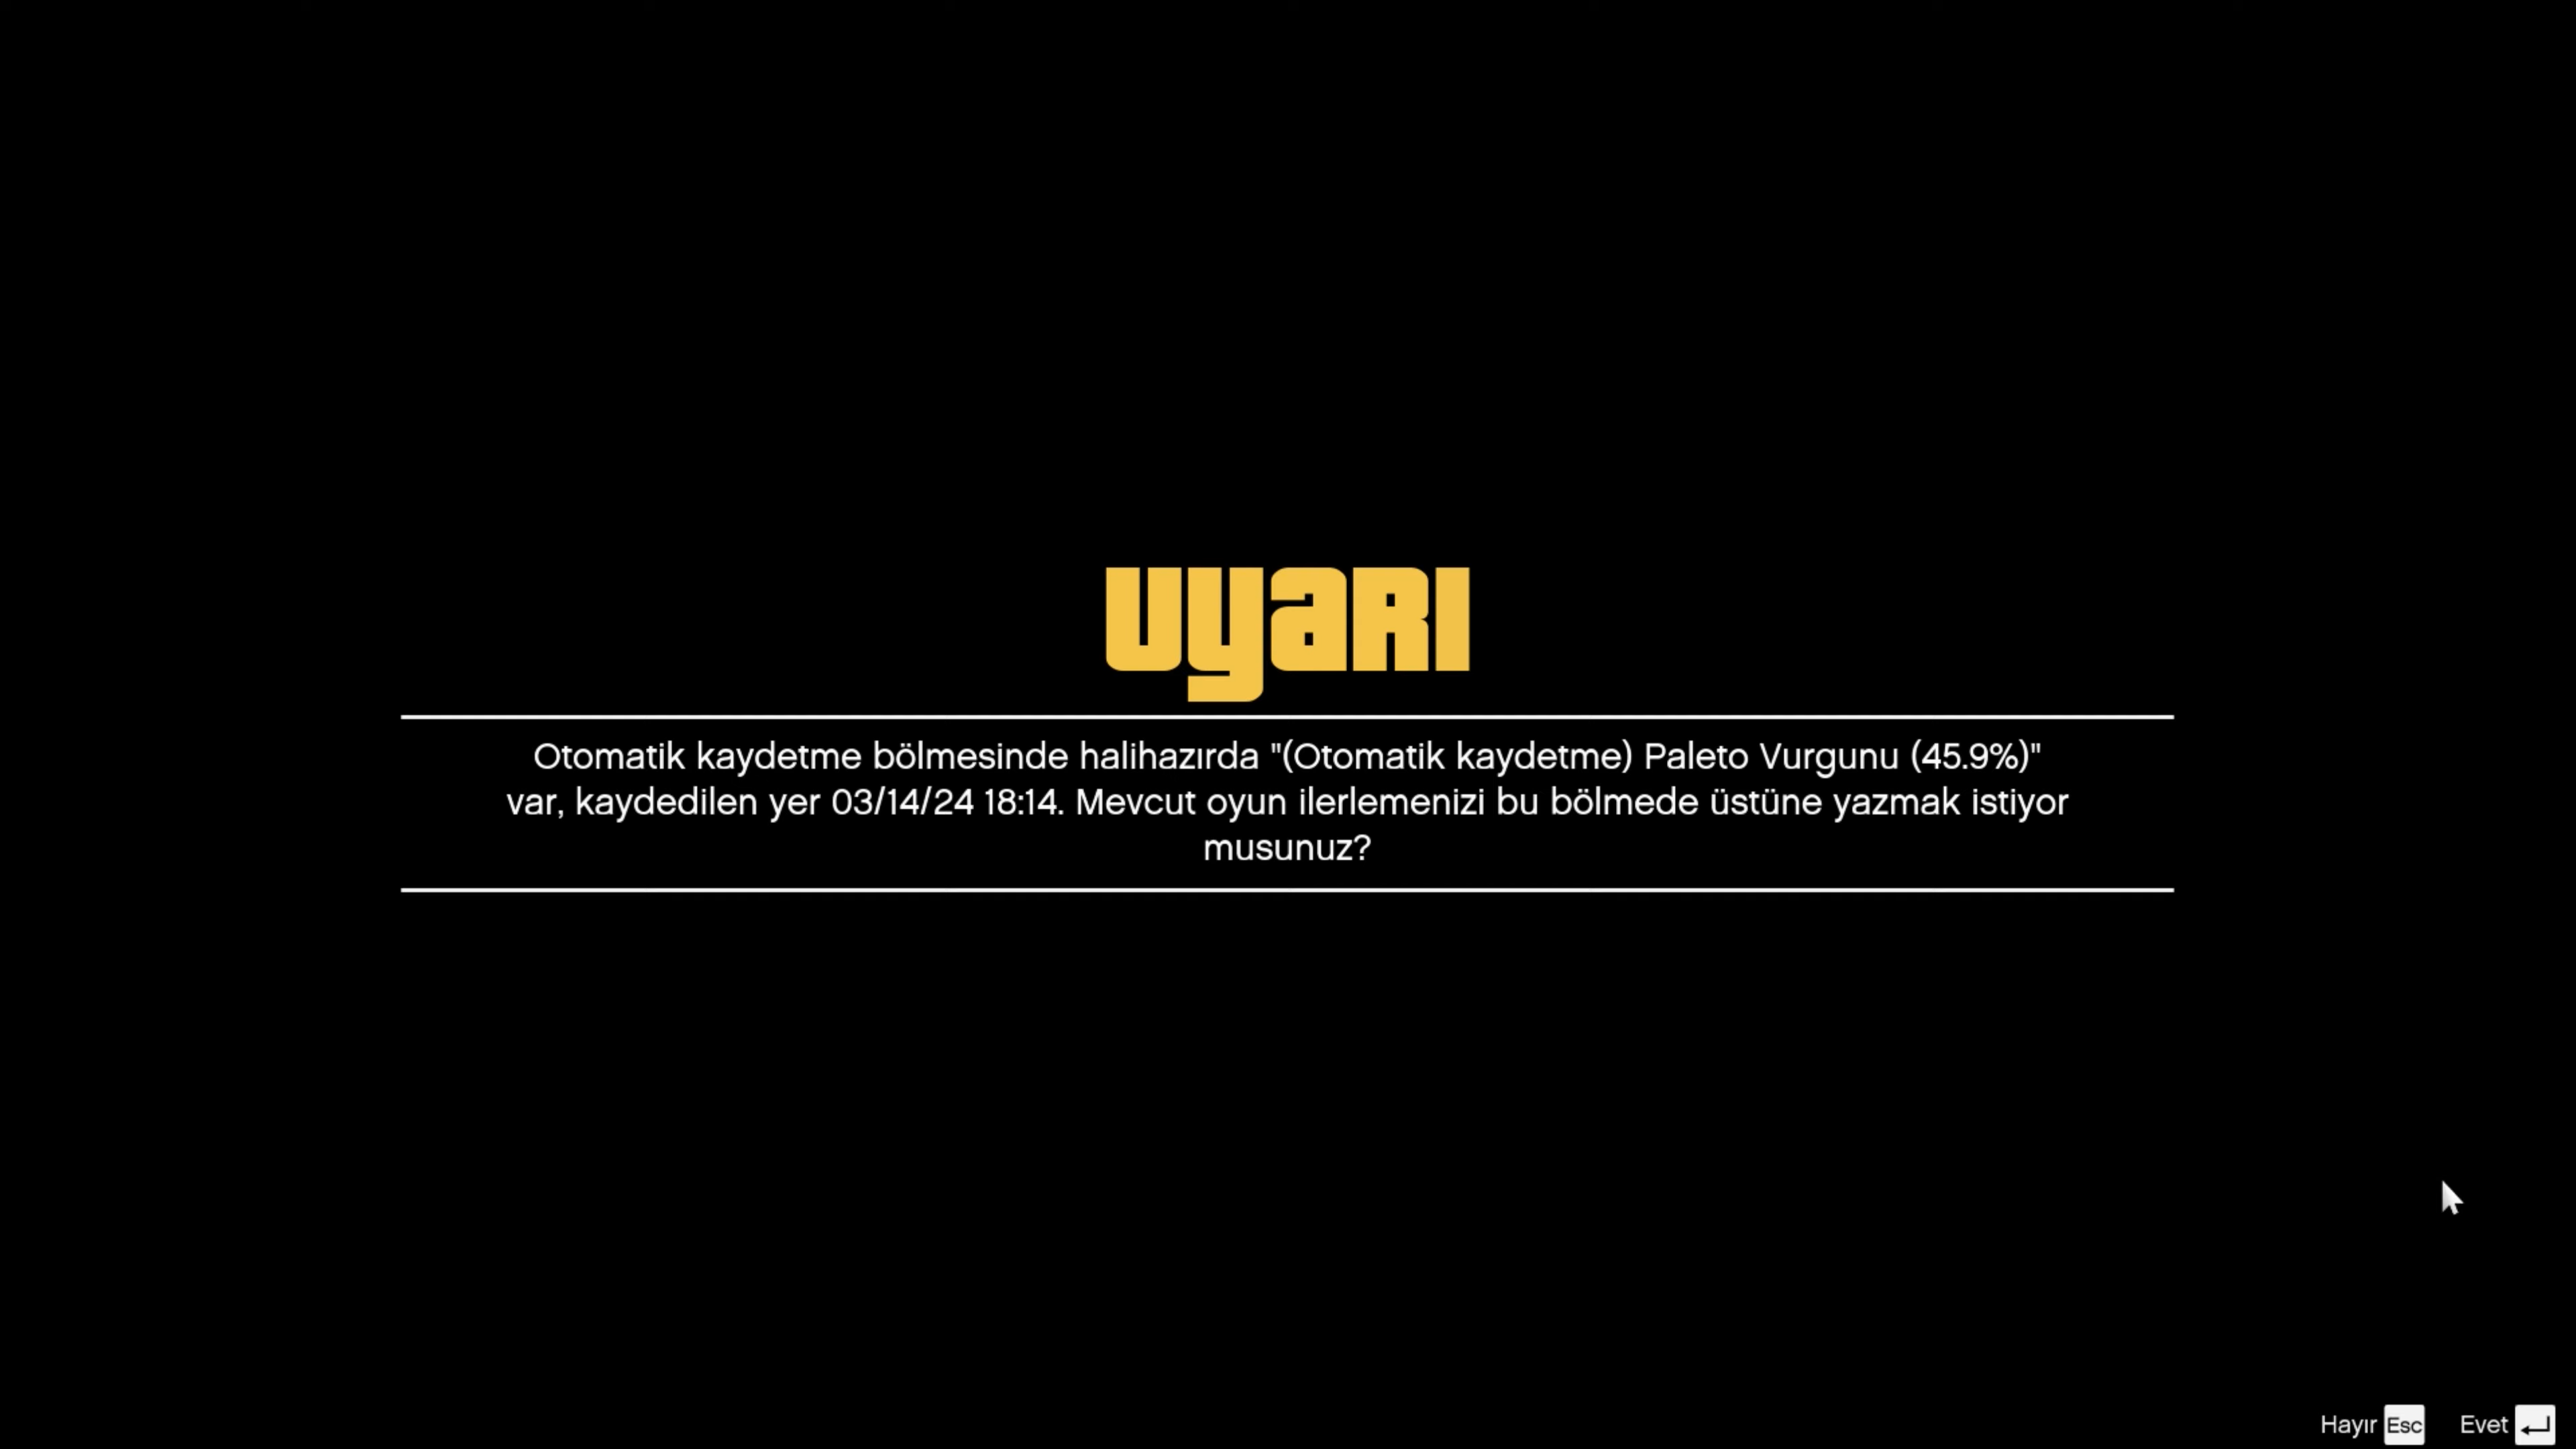 uyarı
Otomatik kaydetme bölmesinde halihazırda "(Otomatik kaydetme) Paleto Vurgunu (45.9%)"
var, kaydedilen yer 03/14/24 18:14. Mevcut oyun ilerlemenizi bu bölmede üstüne yazmak istiyor
musunuz?
Hayır Esc Evet